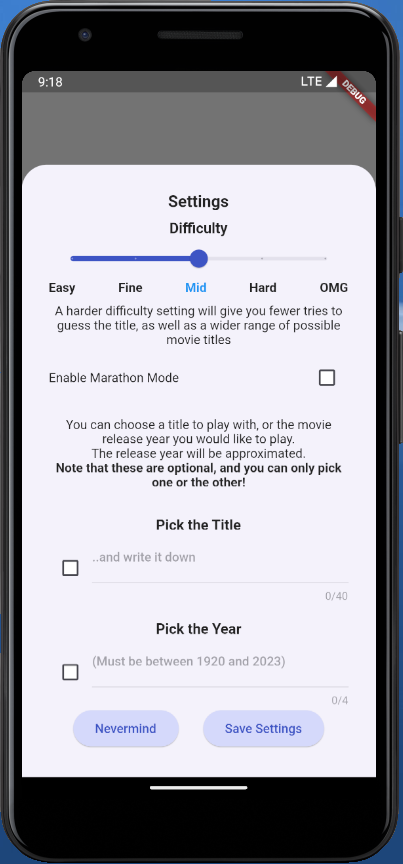 9:18 LTE DEBUG
Settings
Difficulty
Easy Fine Mid Hard OMG
A harder difficulty setting will give you fewer tries to
guess the title, as well as a wider range of possible
movie titles
Enable Marathon Mode
You can choose a title to play with, or the movie
release year you would like to play.
The release year will be approximated.
Note that these are optional, and you can only pick
one or the other!
Pick the Title
..and write it down
0/40
Pick the Year
(Must be between 1920 and 2023)
0/4
Nevermind Save Settings